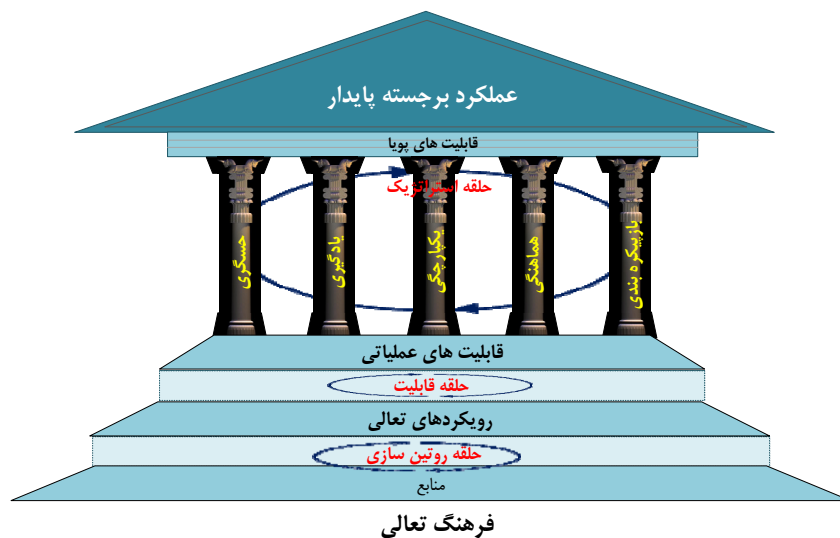 عملکرد برجسته پایدار
قابلیت های پویا
حلقه استراتژیک
حسگری
یادگیری
یکپارچگی
هماهنگی
بازپیکره بندی
قابلیت های عملیاتی
حلقه قابلیت
رویکردهای تعالی
حلقه روتین سازی
منابع
فرهنگ تعالی